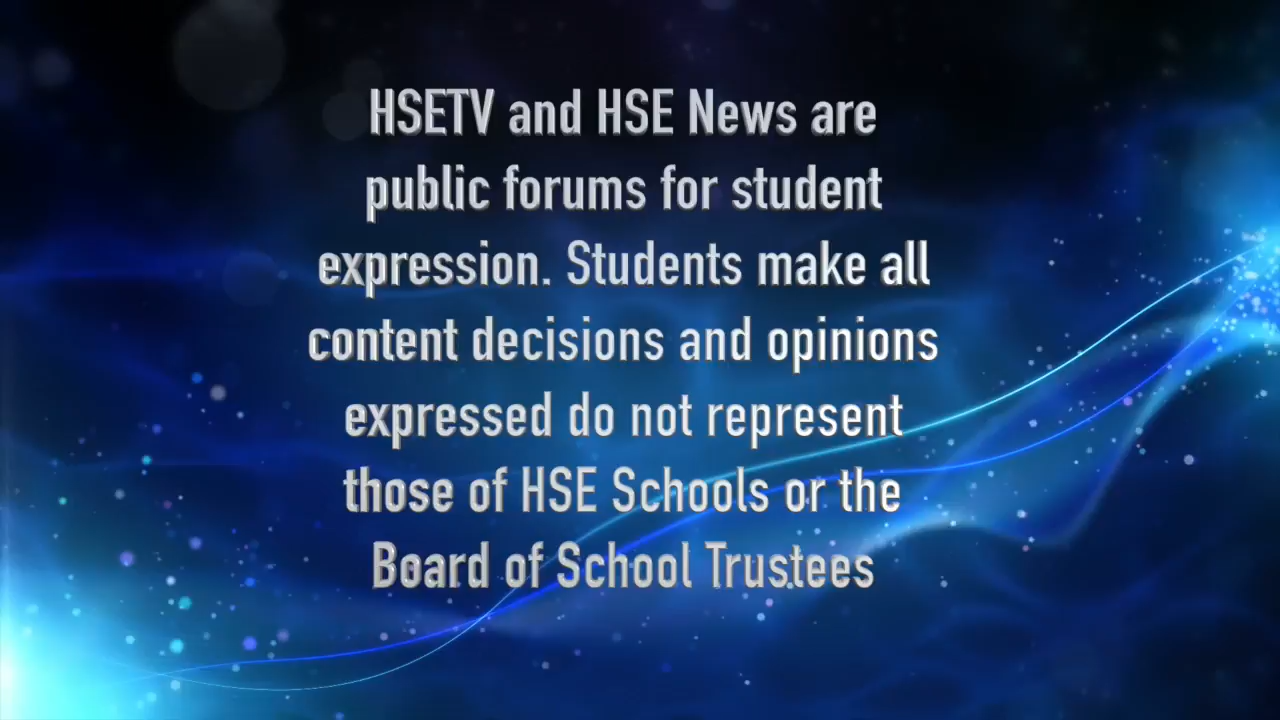 HSETV and HSE News are
public forums for student
expression. Students make all
content decisions and opinions
expressed do not represent
those of HSE Schools or the
Board of School Trustees